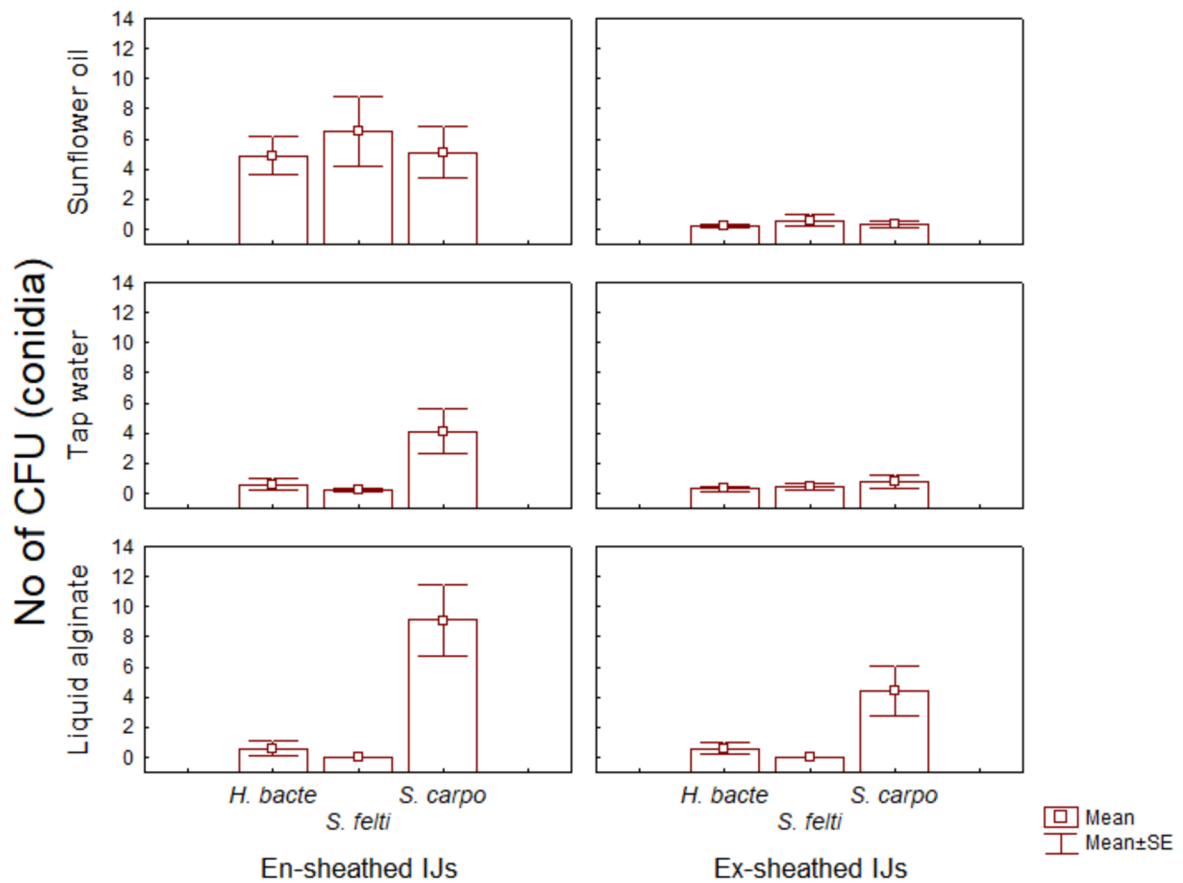 No of CFU (conidia)
Sunflower oil
14
12
10
8
6
4
2
0
Tap water
14
12
10
8
6
4
2
0
Liquid alginate
14
12
10
8
6
4
2
0
H. bacte S. carpo
S. felti
En-sheathed IJs
H. bacte S. carpo
S. felti
Ex-sheathed IJs
Mean
Mean±SE